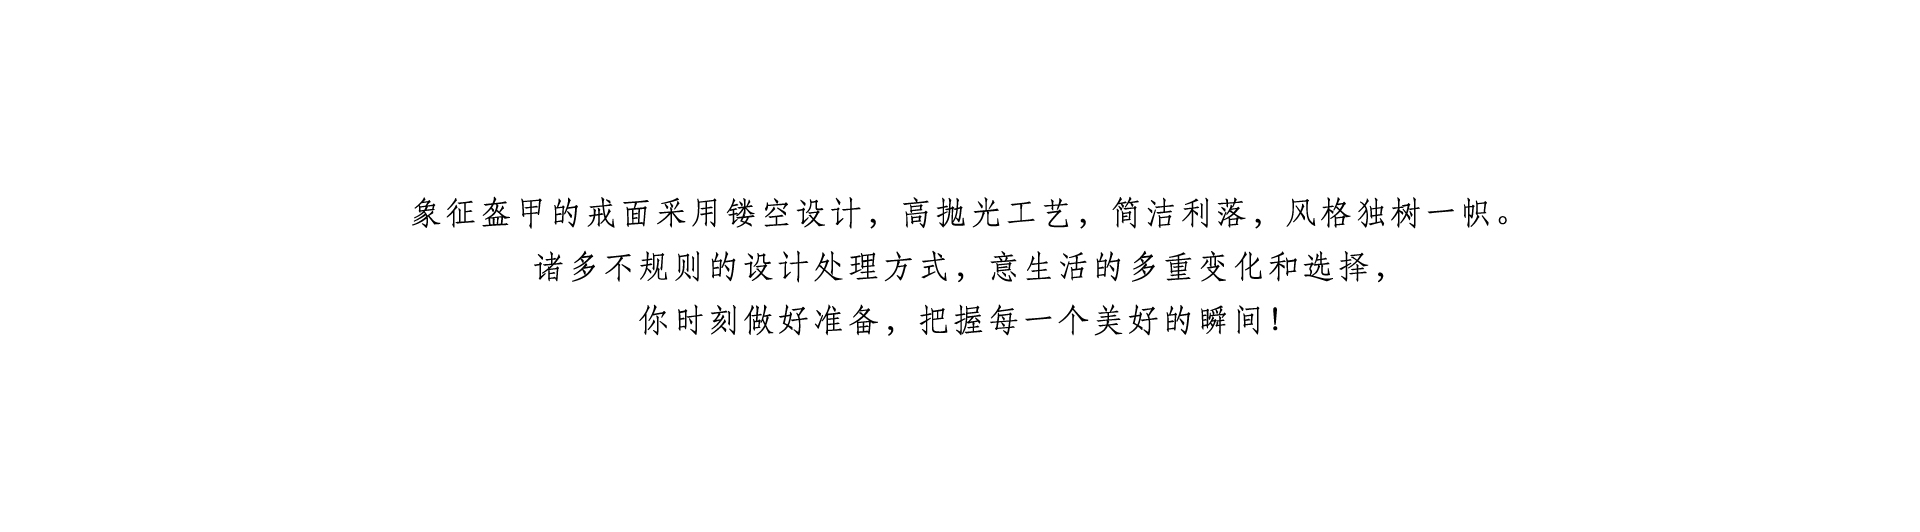 象征盔甲的戒面采用镂空设计，高抛光工艺，简洁利落，风格独树一帜。
诸多不规则的设计处理方式，意生活的多重变化和选择，
你时刻做好准备，把握每一个美好的瞬间！